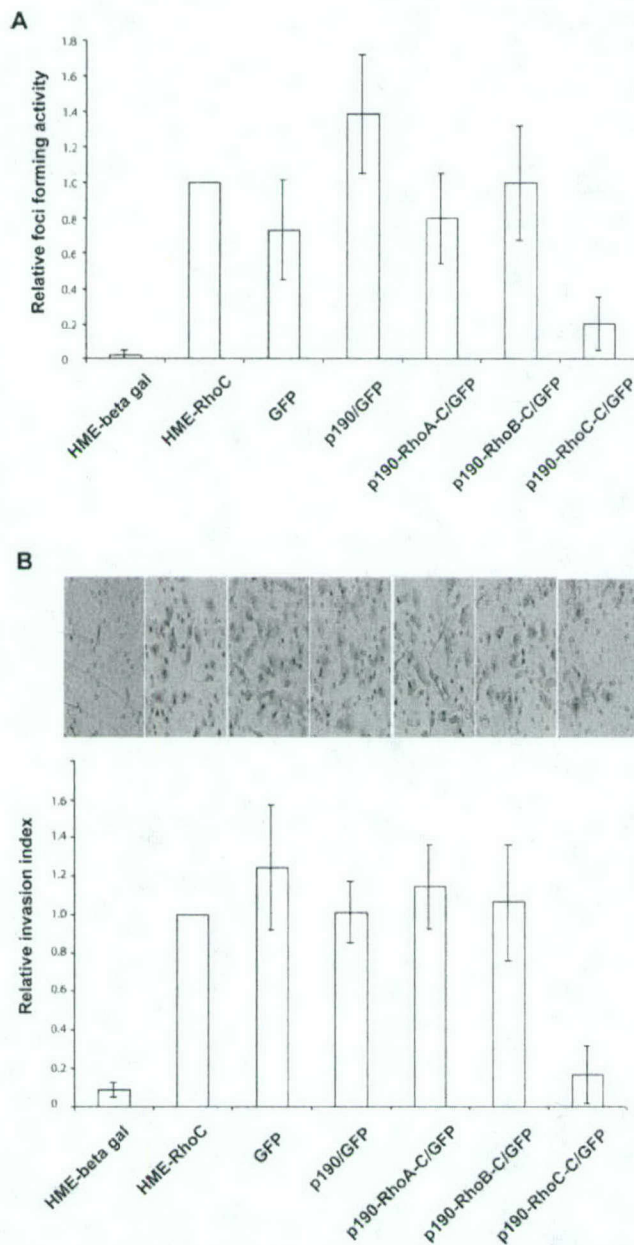 A
Relative foci forming activity
1.8
1.6
1.4
1.2
1.0
0.8
0.6
0.4
0.2
0
HME-beta gal
HME-RhoC
GFP
p190/GFP
p190-RhoA-C/GFP
p190-RhoB-C/GFP
p190-RhoC-C/GFP
B
Relative invasion index
1.6
1.4
1.2
1.0
0.8
0.6
0.4
0.2
0
HME-beta gal
HME-RhoC
GFP
p190/GFP
p190-RhoA-C/GFP
p190-RhoB-C/GFP
p190-RhoC-C/GFP